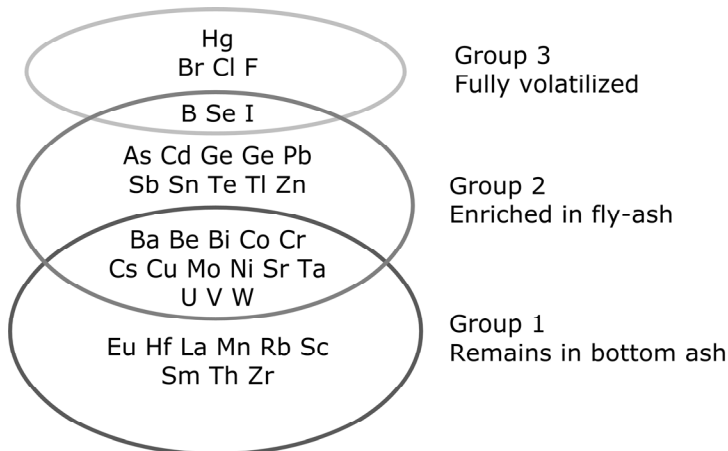 Hg
Br Cl F
Group 3
Fully volatilized
B Se I
As Cd Ge Ge Pb
Sb Sn Te Tl Zn
Group 2
Enriched in fly-ash
Ba Be Bi Co Cr
Cs Cu Mo Ni Sr Ta
U V W
Group 1
Remains in bottom ash
Eu Hf La Mn Rb Sc
Sm Th Zr